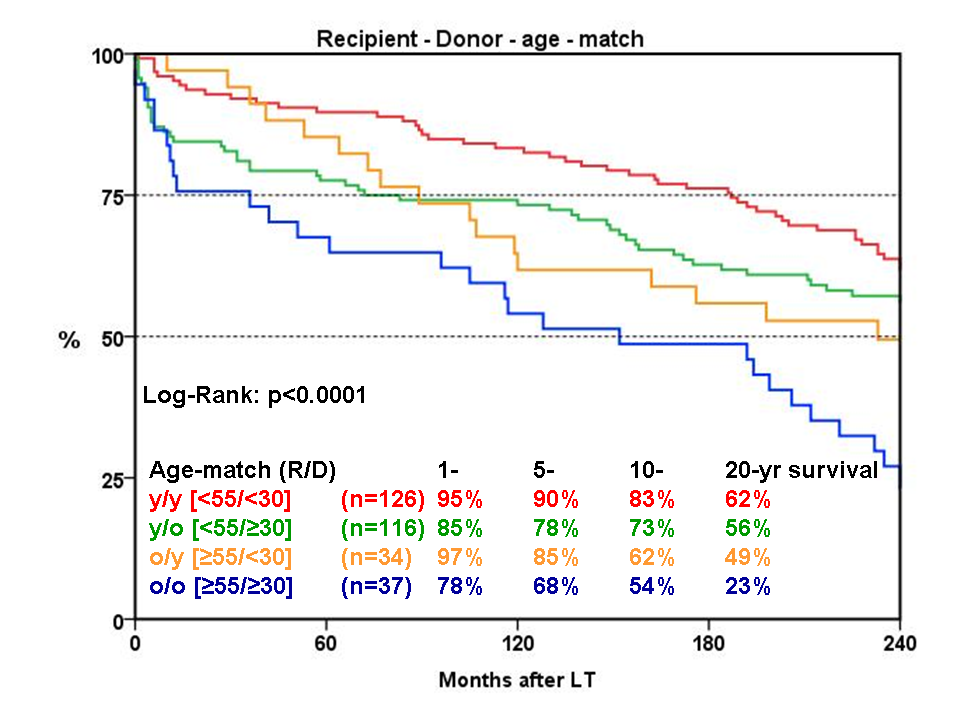 Recipient - Donor - age - match
100
75
%
50
Log-Rank: p<0.0001
25
Age-match (R/D) 1- 5- 10- 20-yr survival
y/y [<55/<30] (n=126) 95% 90% 83% 62%
y/o [<55/≥30] (n=116) 85% 78% 73% 56%
o/y [≥55/<30] (n=34) 97% 85% 62% 49%
o/o [≥55/≥30] (n=37) 78% 68% 54% 23%
0
0 60 120 180 240
Months after LT